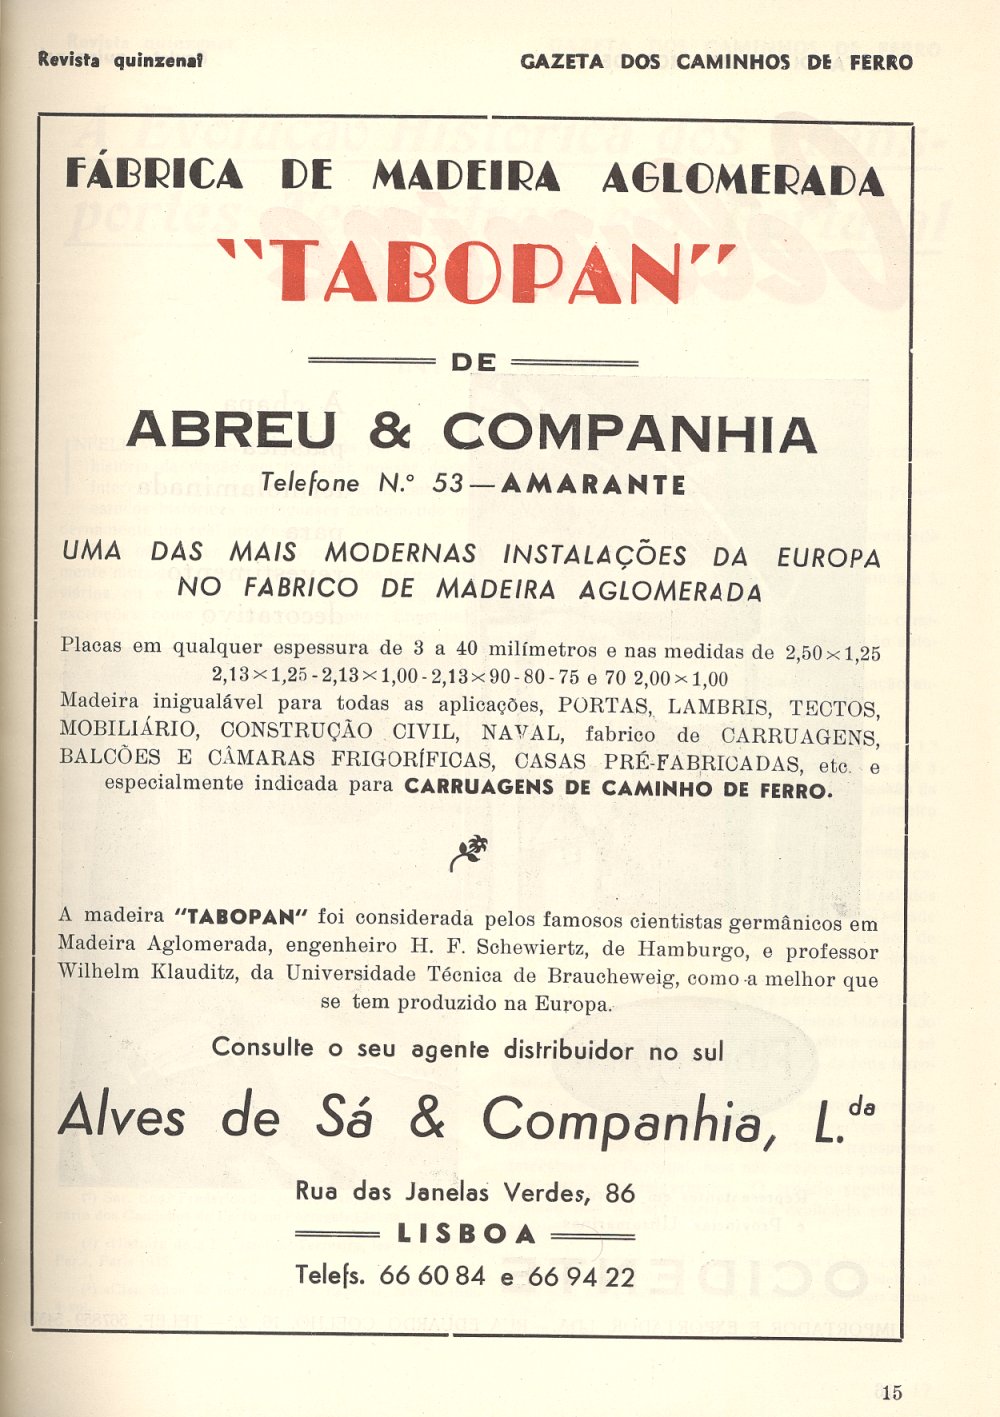 Revista quinzenal
GAZETA DOS CAMINHOS DE FERRO
FÁBRICA DE MADEIRA AGLOMERADA
"TABOPAN"
DE
ABREU & COMPANHIA
Telefone N.º 53 — AMARANTE
UMA DAS MAIS MODERNAS INSTALAÇÕES DA EUROPA
NO FABRICO DE MADEIRA AGLOMERADA
Placas em qualquer espessura de 3 a 40 milímetros e nas medidas de 2,50×1,25
2,13×1,25-2,13×1,00-2,13×90-80-75 e 70 2,00×1,00
Madeira inigualável para todas as aplicações, PORTAS, LAMBRIS, TECTOS,
MOBILIÁRIO, CONSTRUÇÃO CIVIL, NAVAL, fabrico de CARRUAGENS,
BALCÕES E CÂMARAS FRIGORÍFICAS, CASAS PRÉ-FABRICADAS, etc. e
especialmente indicada para CARRUAGENS DE CAMINHO DE FERRO.
A madeira "TABOPAN" foi considerada pelos famosos cientistas germânicos em
Madeira Aglomerada, engenheiro H. F. Schewiertz, de Hamburgo, e professor
Wilhelm Klauditz, da Universidade Técnica de Braucheweig, como a melhor que
se tem produzido na Europa.
Consulte o seu agente distribuidor no sul
Alves de Sá & Companhia, L.da
Rua das Janelas Verdes, 86
LISBOA
Telefs. 66 60 84 e 66 94 22
15